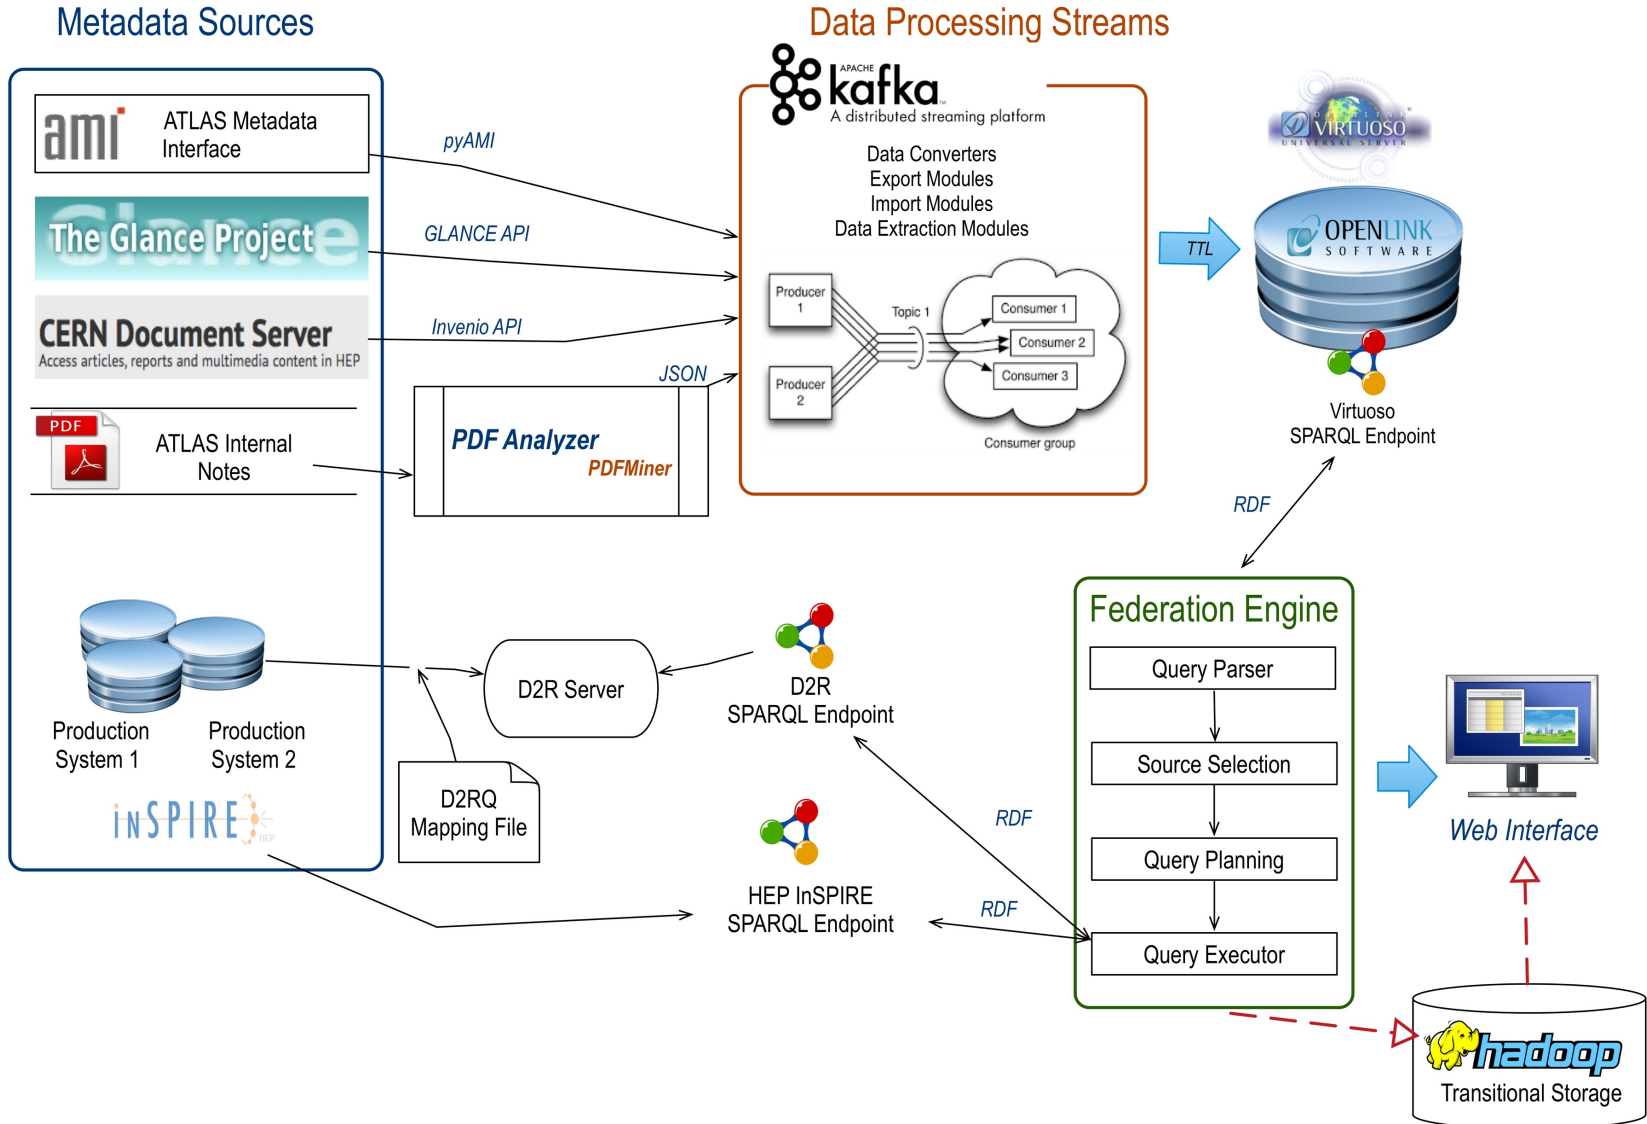 Metadata Sources
Data Processing Streams
ami
ATLAS Metadata
Interface
Glance
The Glance Project
CERN Document Server
Access articles, reports and multimedia content in HEP
PDF
ATLAS Internal
Notes
Production
System 1
Production
System 2
inSPIRE
HEP
pyAMI
GLANCE API
Invenio API
JSON
PDF Analyzer
PDFMiner
APACHE
kafka
A distributed streaming platform
Data Converters
Export Modules
Import Modules
Data Extraction Modules
Producer
1
Producer
2
Topic 1
Consumer 1
Consumer 2
Consumer 3
Consumer group
TTL
OPENLINK
VIRTUOSO
UNIVERSAL SERVER
OPENLINK
SOFTWARE
Virtuoso
SPARQL Endpoint
RDF
D2R Server
D2RQ
Mapping File
D2R
SPARQL Endpoint
HEP InSPIRE
SPARQL Endpoint
RDF
RDF
Federation Engine
Query Parser
Source Selection
Query Planning
Query Executor
Web Interface
hadoop
Transitional Storage